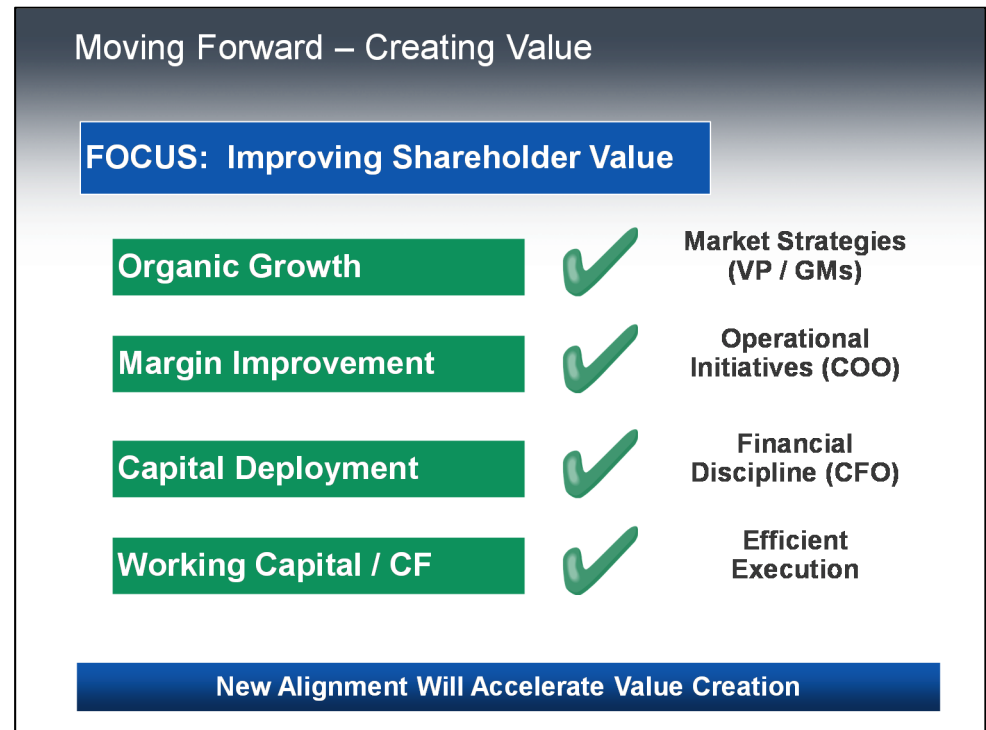 Moving Forward – Creating Value
FOCUS:  Improving Shareholder Value
Organic Growth
Market Strategies
(VP / GMs)
Margin Improvement
Operational
Initiatives (COO)
Capital Deployment
Financial
Discipline (CFO)
Working Capital / CF
Efficient
Execution
New Alignment Will Accelerate Value Creation